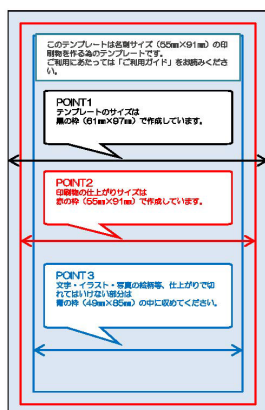 このテンプレートは名刺サイズ（55㎜×91㎜）の印
刷物を作る為のテンプレートです。
ご利用にあたっては「ご利用ガイド」をお読みくださ
い。
POINT1
テンプレートのサイズは
黒の枠（61㎜×97㎜）で作成しています。
POINT2
印刷物の仕上がりサイズは
赤の枠（55㎜×91㎜）で作成しています。
POINT3
文字・イラスト・写真の絵柄等、仕上がりで切
れてはいけない部分は
青の枠（49㎜×85㎜）の中に収めてください。